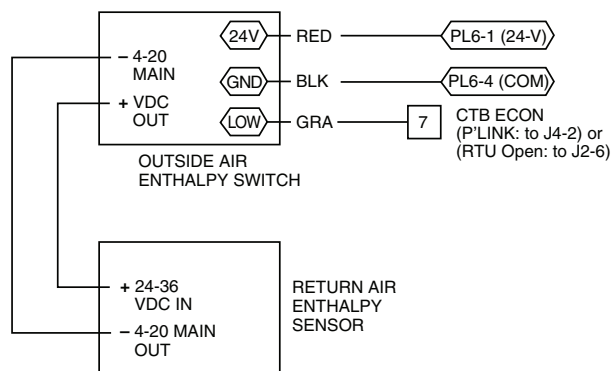 24V RED PL6-1 (24-V)
– 4-20
MAIN
GND BLK PL6-4 (COM)
+ VDC
OUT
LOW GRA 7 CTB ECON
(P'LINK: to J4-2) or
(RTU Open: to J2-6)
OUTSIDE AIR
ENTHALPY SWITCH
+ 24-36
VDC IN
– 4-20 MAIN
OUT
RETURN AIR
ENTHALPY
SENSOR